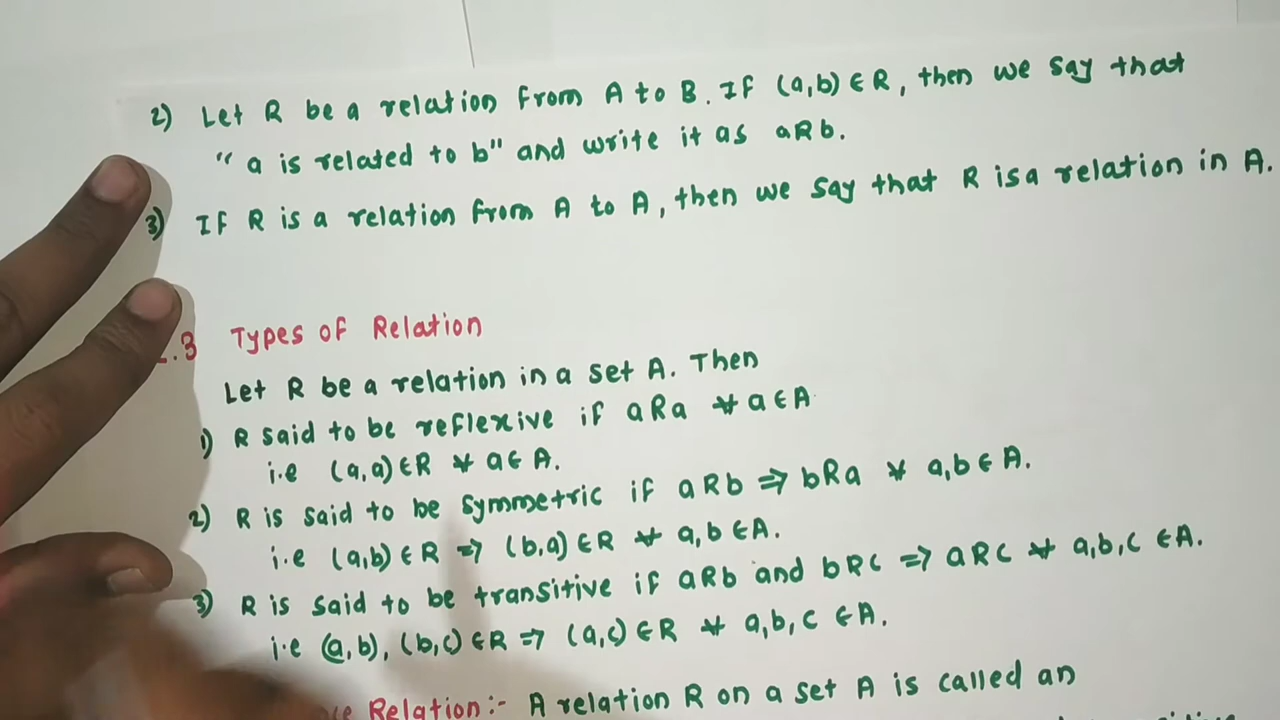 2) Let R be a relation from A to B. If (a,b) ∈ R, then we say that
" a is related to b" and write it as aRb.
3) If R is a relation from A to A, then we say that R is a relation in A.
.3 Types of Relation
Let R be a relation in a set A. Then
1) R said to be reflexive if aRa ∀ a ∈ A
i.e (a,a) ∈ R ∀ a ∈ A.
2) R is said to be symmetric if aRb ⇒ bRa ∀ a,b ∈ A.
i.e (a,b) ∈ R ⇒ (b,a) ∈ R ∀ a,b ∈ A.
3) R is said to be transitive if aRb and bRc ⇒ aRc ∀ a,b,c ∈ A.
i.e (a,b), (b,c) ∈ R ⇒ (a,c) ∈ R ∀ a,b,c ∈ A.
Relation:- A relation R on a set A is called an